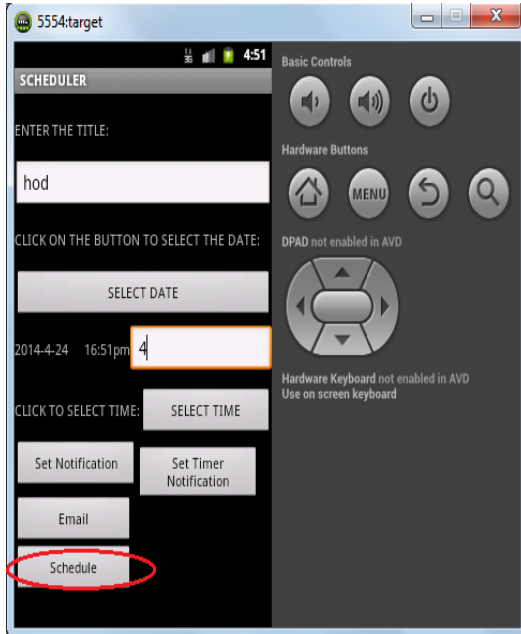 5554:target
3G 4:51
Basic Controls
SCHEDULER
ENTER THE TITLE:
hod
Hardware Buttons
MENU
CLICK ON THE BUTTON TO SELECT THE DATE:
DPAD not enabled in AVD
SELECT DATE
2014-4-24 16:51pm 4
Hardware Keyboard not enabled in AVD
Use on screen keyboard
CLICK TO SELECT TIME:
SELECT TIME
Set Notification
Set Timer
Notification
Email
Schedule